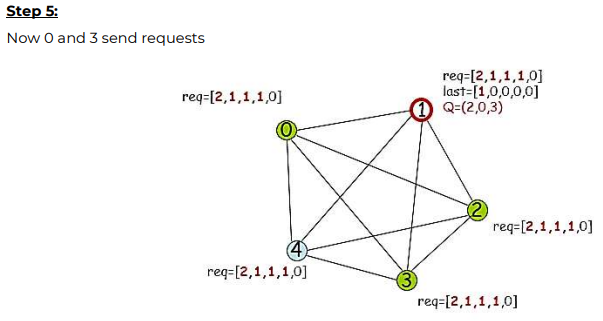 Step 5:
Now 0 and 3 send requests
req=[2,1,1,1,0]
last=[1,0,0,0,0]
Q=(2,0,3)
req=[2,1,1,1,0]
1
0
2
req=[2,1,1,1,0]
4
req=[2,1,1,1,0]
3
req=[2,1,1,1,0]